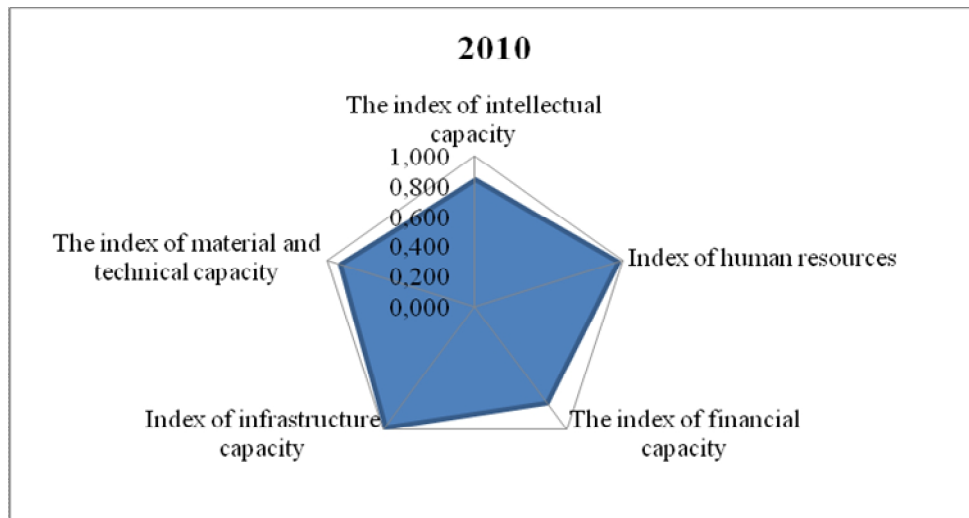 2010
The index of intellectual
capacity
1,000
0,800
0,600
0,400
0,200
0,000
Index of human resources
The index of financial
capacity
Index of infrastructure
capacity
The index of material and
technical capacity